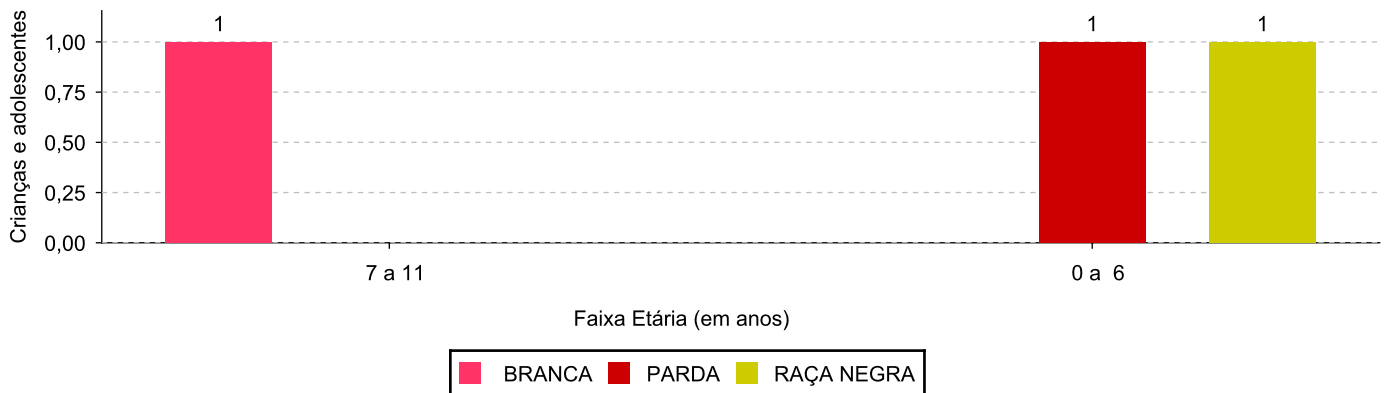 Crianças e adolescentes
1 1 1
1,00
0,75
0,50
0,25
0,00
7 a 11 0 a  6
Faixa Etária (em anos)
BRANCA PARDA RAÇA NEGRA